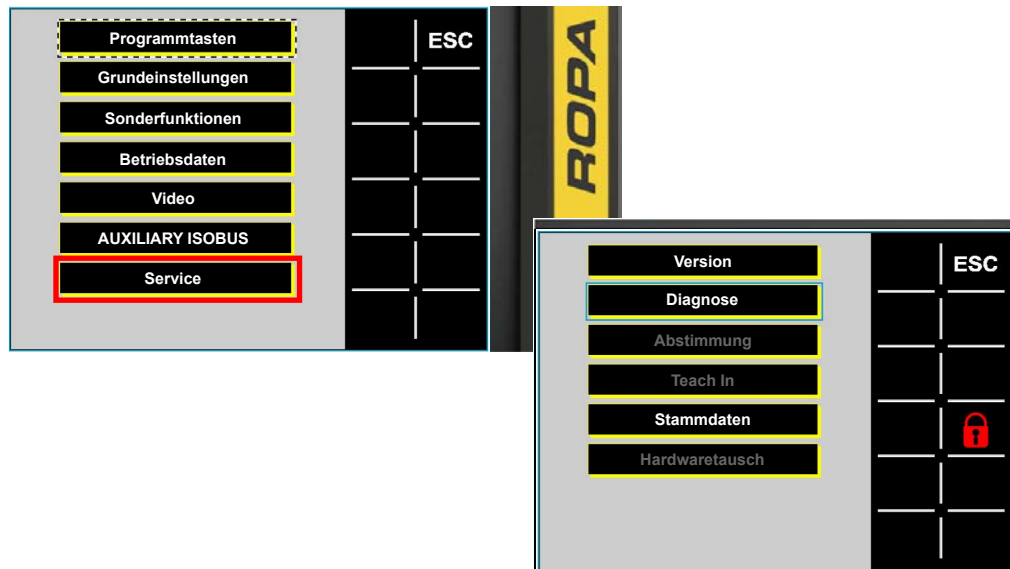 Programmtasten
Grundeinstellungen
Sonderfunktionen
Betriebsdaten
Video
AUXILIARY ISOBUS
Service
ESC
ROPA
Version
Diagnose
Abstimmung
Teach In
Stammdaten
Hardwaretausch
ESC